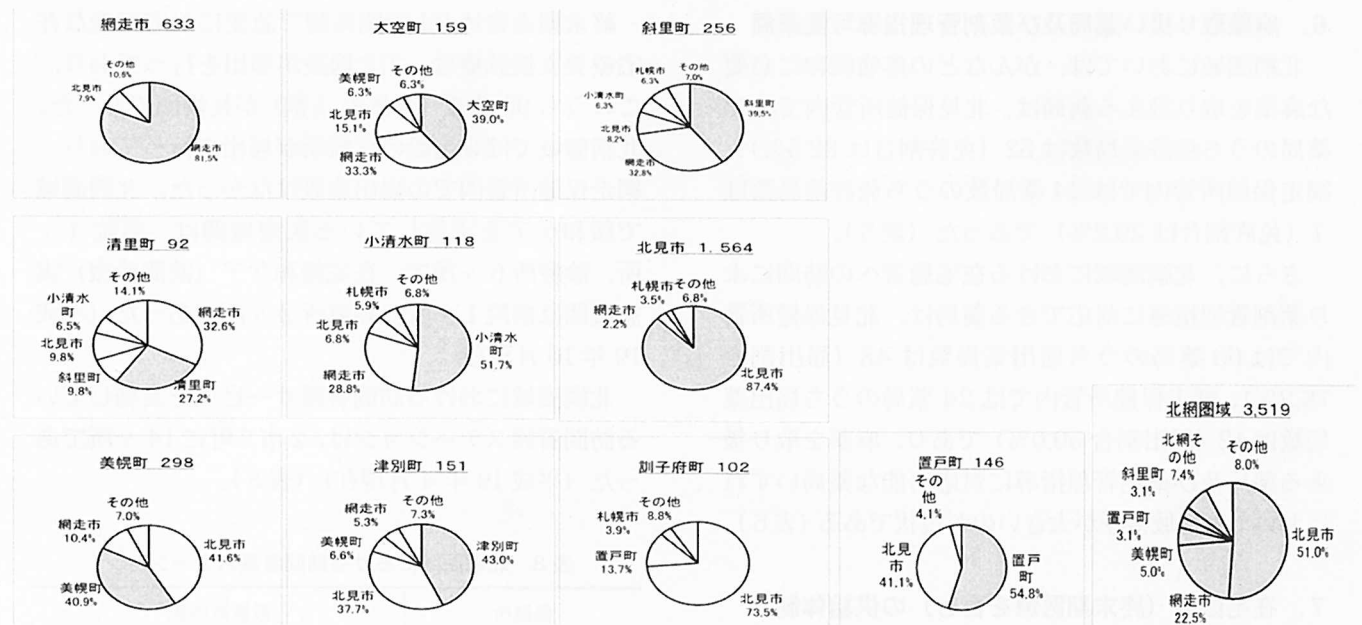 網走市 633
その他
10.6%
北見市
7.9%
網走市
81.5%
大空町 159
その他
6.3%
美幌町
6.3%
北見市
15.1%
網走市
33.3%
大空町
39.0%
斜里町 256
その他
7.0%
札幌市
6.3%
小清水町
6.3%
北見市
8.2%
網走市
32.8%
斜里町
39.5%
清里町 92
その他
14.1%
小清水
町
6.5%
北見市
9.8%
斜里町
9.8%
清里町
27.2%
網走市
32.6%
小清水町 118
その他
6.8%
札幌市
5.9%
北見市
6.8%
網走市
28.8%
小清水
町
51.7%
北見市 1,564
その他
6.8%
札幌市
3.5%
網走市
2.2%
北見市
87.4%
美幌町 298
その他
7.0%
網走市
10.4%
美幌町
40.9%
北見市
41.6%
津別町 151
その他
7.3%
網走市
5.3%
美幌町
6.6%
北見市
37.7%
津別町
43.0%
訓子府町 102
その他
8.8%
札幌市
3.9%
置戸町
13.7%
北見市
73.5%
置戸町 146
その
他
4.1%
北見
市
41.1%
置戸
町
54.8%
北網圏域 3,519
その他
8.0%
北網そ
の他
7.4%
斜里町
3.1%
置戸町
3.1%
美幌町
5.0%
網走市
22.5%
北見市
51.0%